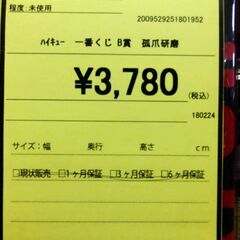 程度:未使用
2009529251801952
ﾊｲｷｭｰ 一番くじ B賞 孤爪研磨
¥3,780
(税込)
180224
サイズ:幅 奥行 高さ cm
□現状販売 □1ヶ月保証 □3ヶ月保証 □6ヶ月保証